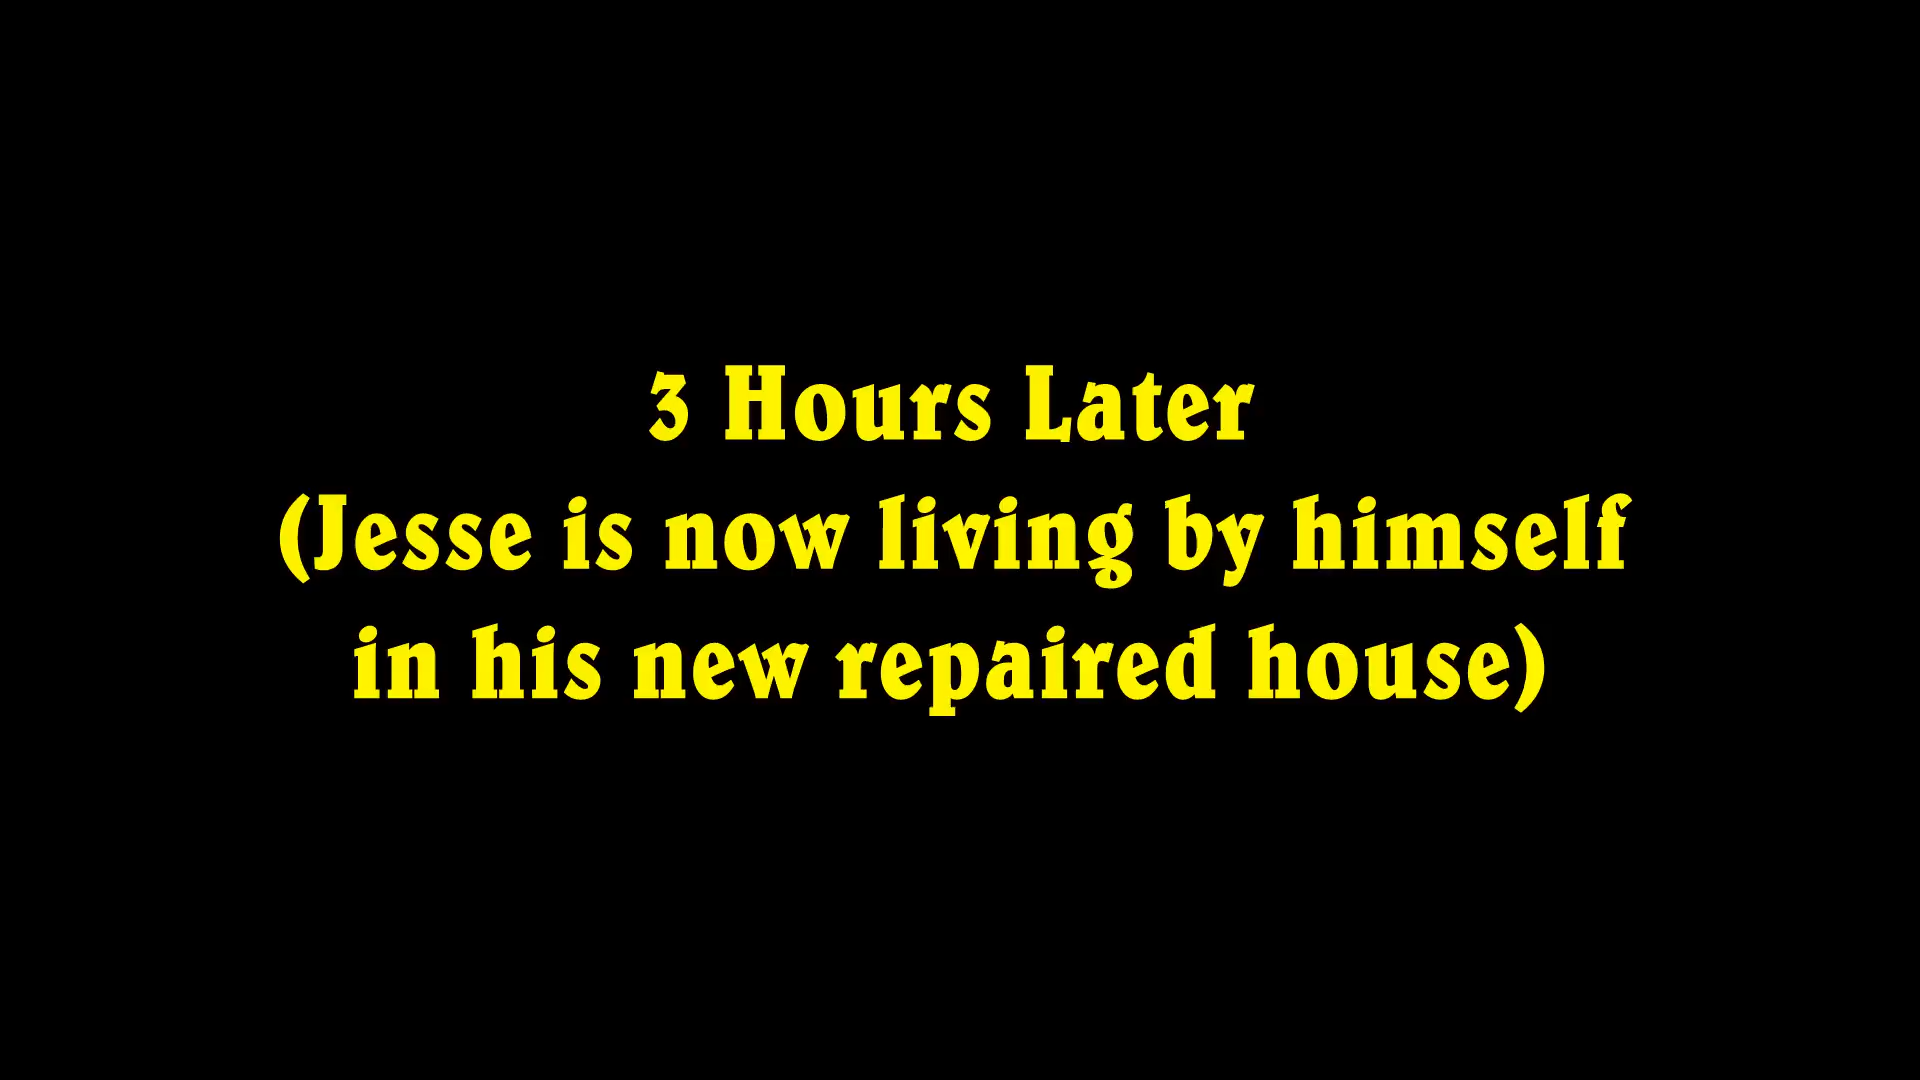 3 Hours Later
(Jesse is now living by himself
in his new repaired house)